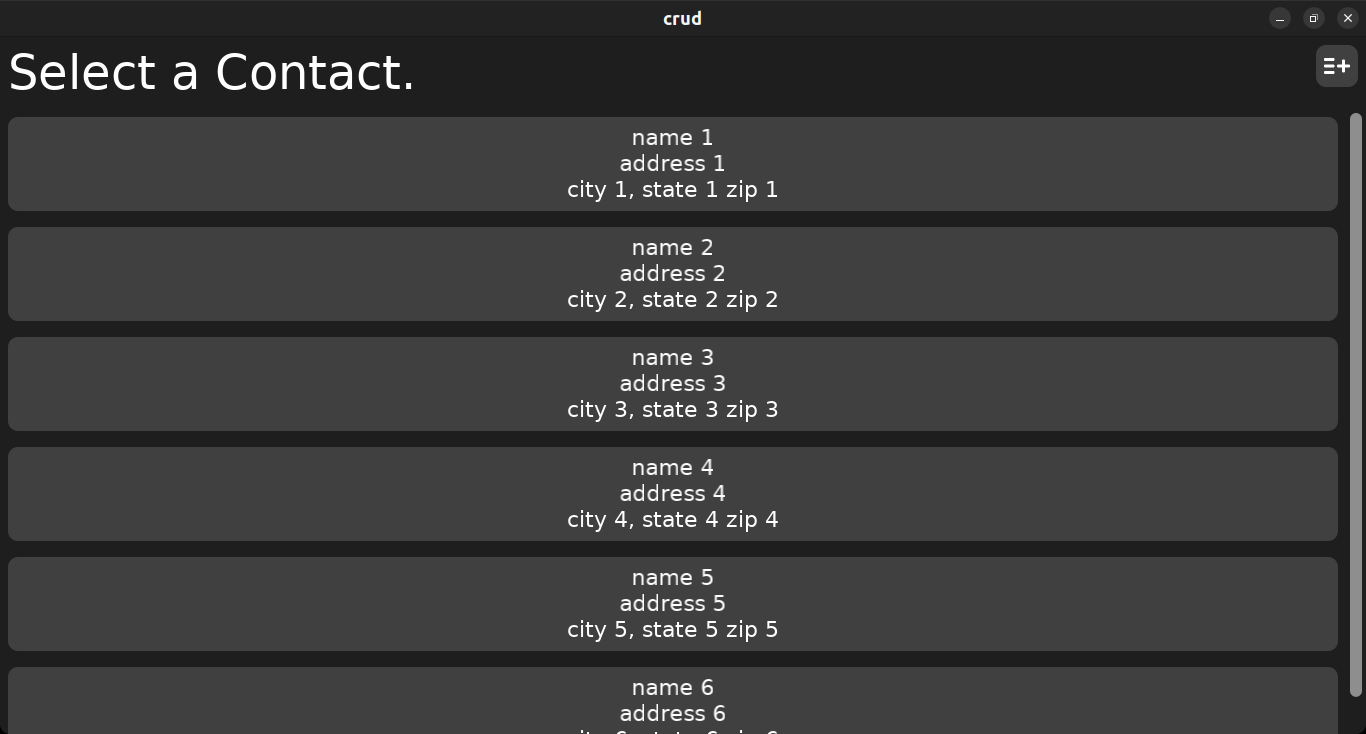 crud
Select a Contact.
name 1
address 1
city 1, state 1 zip 1
name 2
address 2
city 2, state 2 zip 2
name 3
address 3
city 3, state 3 zip 3
name 4
address 4
city 4, state 4 zip 4
name 5
address 5
city 5, state 5 zip 5
name 6
address 6